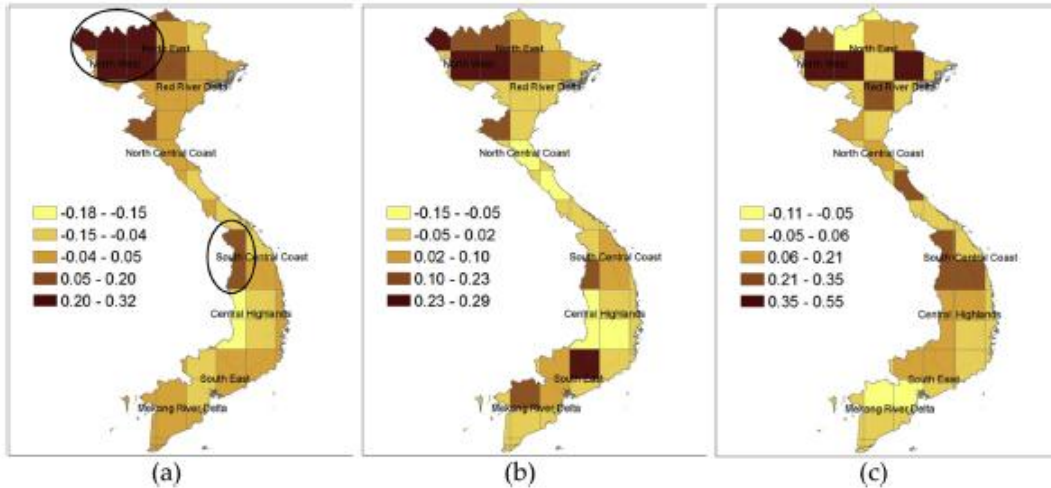 North East
North West
Red River Delta
North Central Coast
-0.18 - -0.15
-0.15 - -0.04
-0.04 - 0.05
0.05 - 0.20
0.20 - 0.32
South Central Coast
Central Highlands
South East
Mekong River Delta
(a)
North East
North West
Red River Delta
North Central Coast
-0.15 - -0.05
-0.05 - 0.02
0.02 - 0.10
0.10 - 0.23
0.23 - 0.29
South Central Coast
Central Highlands
South East
Mekong River Delta
(b)
North East
North West
Red River Delta
North Central Coast
-0.11 - -0.05
-0.05 - 0.06
0.06 - 0.21
0.21 - 0.35
0.35 - 0.55
South Central Coast
Central Highlands
South East
Mekong River Delta
(c)